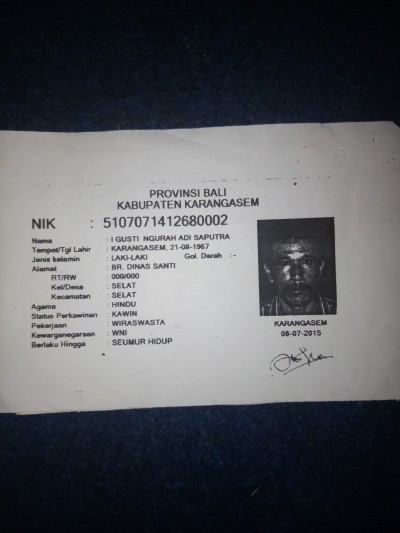 PROVINSI BALI
KABUPATEN KARANGASEM
NIK : 5107071412680002
Nama : I GUSTI NGURAH ADI SAPUTRA
Tempat/Tgl Lahir : KARANGASEM, 21-08-1967
Jenis kelamin : LAKI-LAKI Gol. Darah :-
Alamat : BR. DINAS SANTI
RT/RW : 000/000
Kel/Desa : SELAT
Kecamatan : SELAT
Agama : HINDU
Status Perkawinan : KAWIN
Pekerjaan : WIRASWASTA
Kewarganegaraan : WNI
Berlaku Hingga : SEUMUR HIDUP
KARANGASEM
08-07-2015